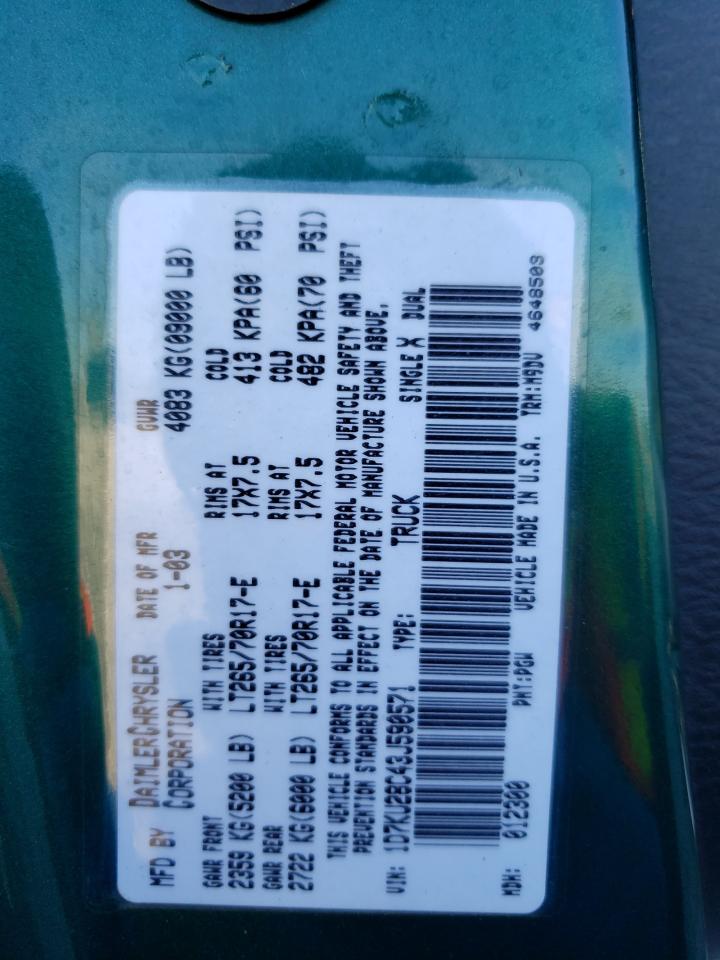 MFD BY DAIMLERCHRYSLER CORPORATION DATE OF MFR 1-03 GVWR 4083 KG(09000 LB)
GAWR FRONT WITH TIRES RIMS AT COLD
2359 KG(5200 LB) LT265/70R17-E 17X7.5 413 KPA(60 PSI)
GAWR REAR WITH TIRES RIMS AT COLD
2722 KG(6000 LB) LT265/70R17-E 17X7.5 482 KPA(70 PSI)
THIS VEHICLE CONFORMS TO ALL APPLICABLE FEDERAL MOTOR VEHICLE SAFETY AND THEFT
PREVENTION STANDARDS IN EFFECT ON THE DATE OF MANUFACTURE SHOWN ABOVE.
VIN: 1D7KU28C43J590571 TYPE: TRUCK SINGLE X DUAL
MDH: 012300 PNT:PGW VEHICLE MADE IN U.S.A. TRM:M9DV